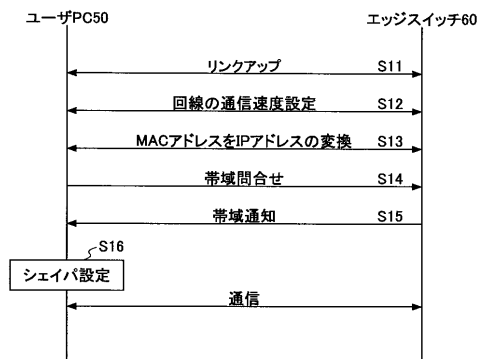 ユーザPC50
エッジスイッチ60
リンクアップ S11
回線の通信速度設定 S12
MACアドレスをIPアドレスの変換 S13
帯域問合せ S14
帯域通知 S15
S16
シェイパ設定
通信